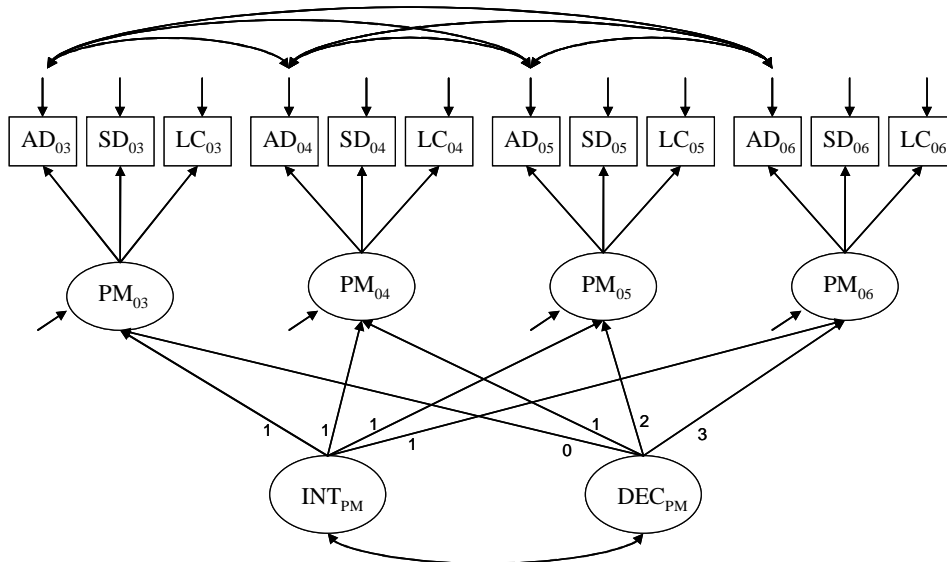 AD03 SD03 LC03 AD04 SD04 LC04 AD05 SD05 LC05 AD06 SD06 LC06
PM03 PM04 PM05 PM06
1 1 1 1 0 1 2 3
INTPM DECPM